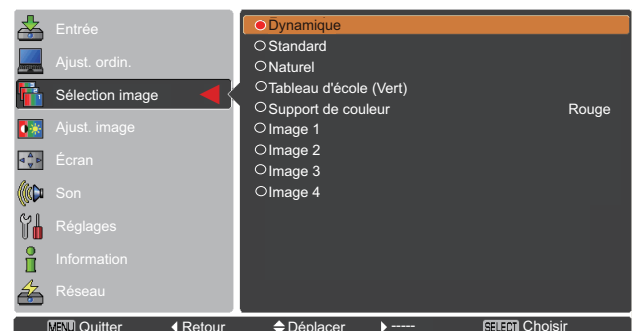 Entrée
Ajust. ordin.
Sélection image
Ajust. image
Écran
Son
Réglages
Information
Réseau
Dynamique
Standard
Naturel
Tableau d'école (Vert)
Support de couleur Rouge
Image 1
Image 2
Image 3
Image 4
MENU Quitter Retour Déplacer ----- SELECT Choisir